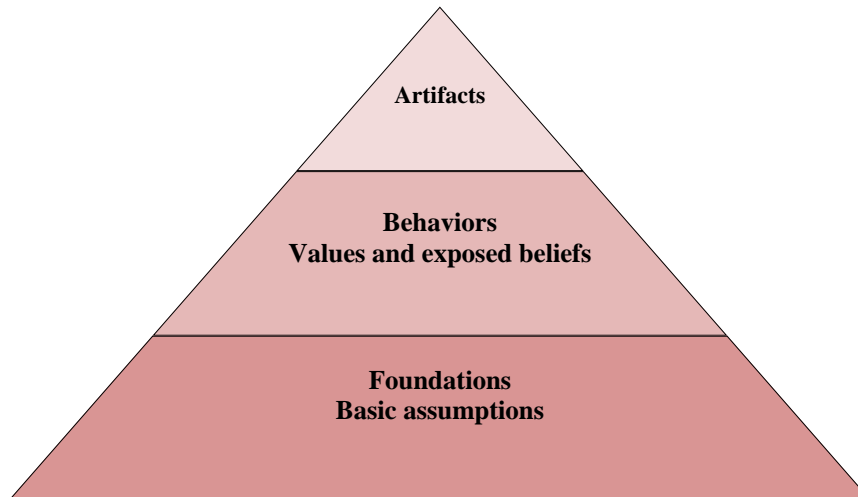 Artifacts
Behaviors
Values and exposed beliefs
Foundations
Basic assumptions